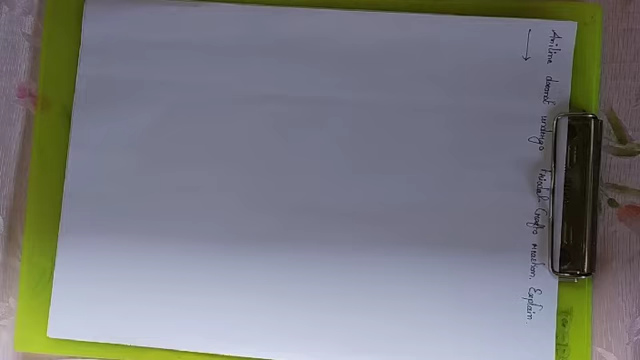 Aniline doesnot undergo Friedel Crafts reaction. Explain
→